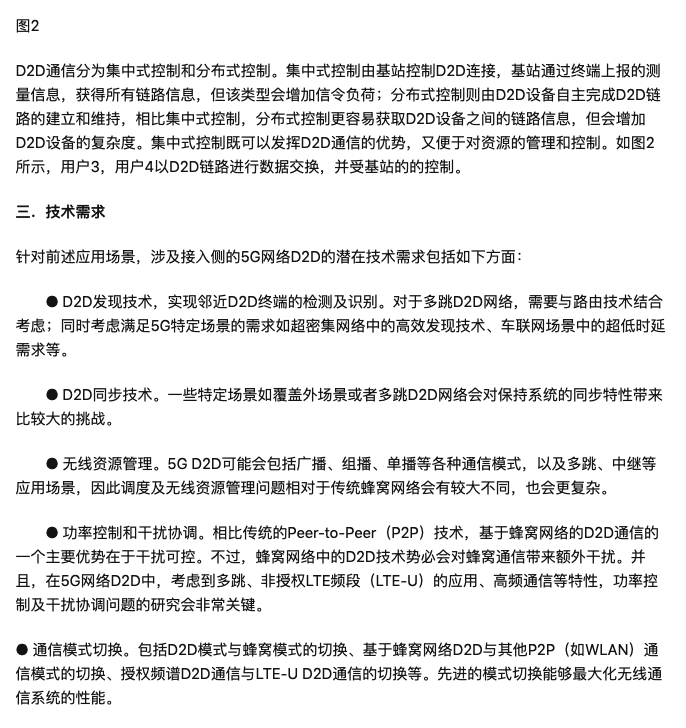 图2
D2D通信分为集中式控制和分布式控制。集中式控制由基站控制D2D连接，基站通过终端上报的测
量信息，获得所有链路信息，但该类型会增加信令负荷；分布式控制则由D2D设备自主完成D2D链
路的建立和维持，相比集中式控制，分布式控制更容易获取D2D设备之间的链路信息，但会增加
D2D设备的复杂度。集中式控制既可以发挥D2D通信的优势，又便于对资源的管理和控制。如图2
所示，用户3，用户4以D2D链路进行数据交换，并受基站的的控制。
三．技术需求
针对前述应用场景，涉及接入侧的5G网络D2D的潜在技术需求包括如下方面：
● D2D发现技术，实现邻近D2D终端的检测及识别。对于多跳D2D网络，需要与路由技术结合
考虑；同时考虑满足5G特定场景的需求如超密集网络中的高效发现技术、车联网场景中的超低时延
需求等。
● D2D同步技术。一些特定场景如覆盖外场景或者多跳D2D网络会对保持系统的同步特性带来
比较大的挑战。
● 无线资源管理。5G D2D可能会包括广播、组播、单播等各种通信模式，以及多跳、中继等
应用场景，因此调度及无线资源管理问题相对于传统蜂窝网络会有较大不同，也会更复杂。
● 功率控制和干扰协调。相比传统的Peer-to-Peer（P2P）技术，基于蜂窝网络的D2D通信的
一个主要优势在于干扰可控。不过，蜂窝网络中的D2D技术势必会对蜂窝通信带来额外干扰。并
且，在5G网络D2D中，考虑到多跳、非授权LTE频段（LTE-U）的应用、高频通信等特性，功率控
制及干扰协调问题的研究会非常关键。
● 通信模式切换。包括D2D模式与蜂窝模式的切换、基于蜂窝网络D2D与其他P2P（如WLAN）通
信模式的切换、授权频谱D2D通信与LTE-U D2D通信的切换等。先进的模式切换能够最大化无线通
信系统的性能。